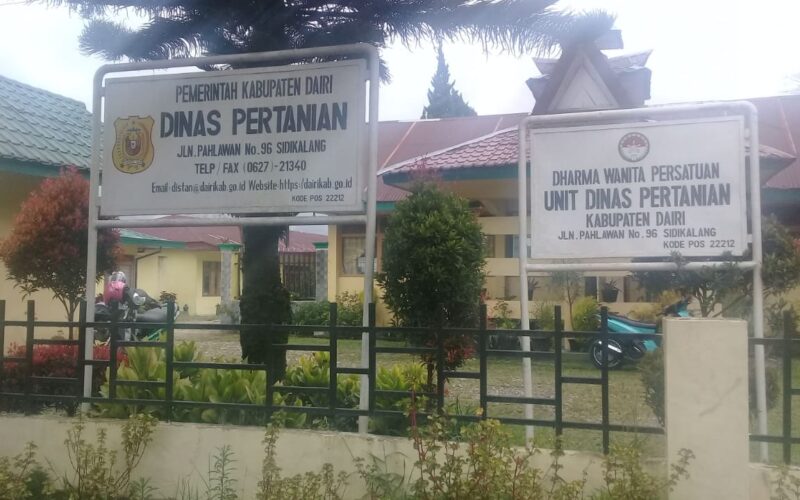 PEMERINTAH KABUPATEN DAIRI
DINAS PERTANIAN
JLN.PAHLAWAN No.96 SIDIKALANG
TELP / FAX (0627)-21340
Email:distan@dairikab.go.id Website-https:/dairikab.go.id
KODE POS 22212
DHARMA WANITA PERSATUAN
UNIT DINAS PERTANIAN
KABUPATEN DAIRI
JLN.PAHLAWAN No.96 SIDIKALANG
KODE POS 22212